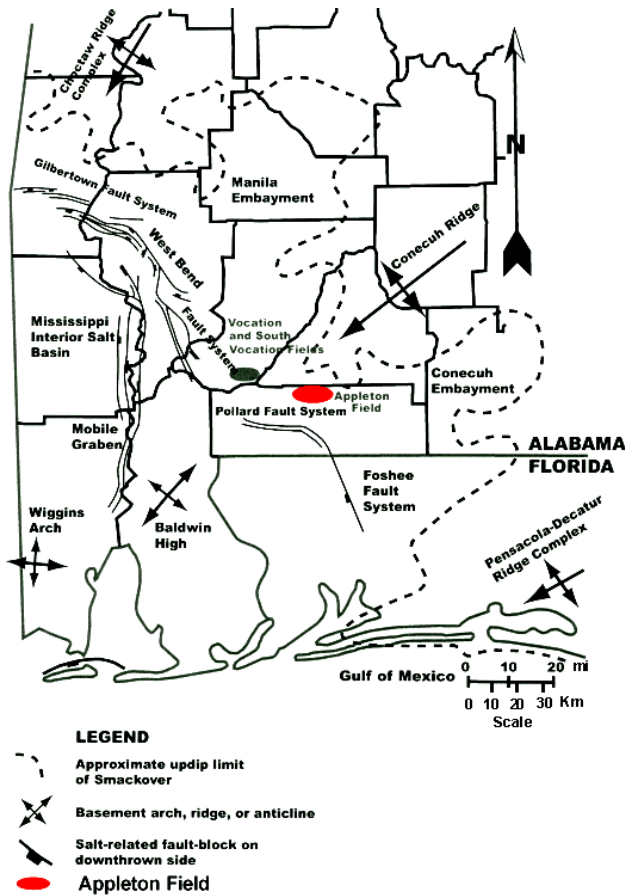 Choctaw Ridge
Complex
N
Gilbertown Fault System
Manila
Embayment
Conecuh Ridge
West Bend
Fault System
Mississippi
Interior Salt
Basin
Vocation
and South
Vocation Fields
Conecuh
Embayment
Appleton
Field
Pollard Fault System
Mobile
Graben
ALABAMA
FLORIDA
Foshee
Fault
System
Wiggins
Arch
Baldwin
High
Pensacola-Decatur
Ridge Complex
Gulf of Mexico
0 10 20 mi
0 10 20 30 Km
Scale
LEGEND
Approximate updip limit
of Smackover
Basement arch, ridge, or anticline
Salt-related fault-block on
downthrown side
Appleton Field